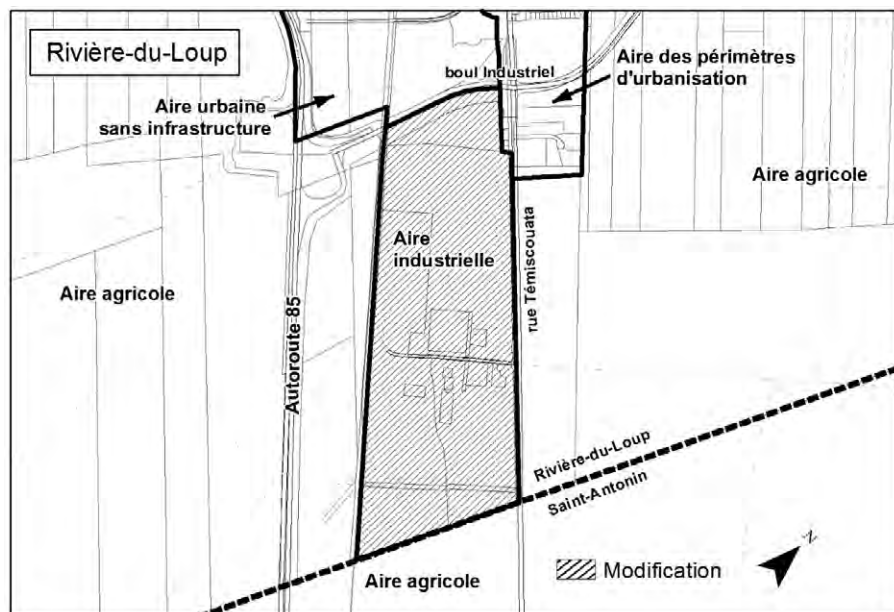 Rivière-du-Loup
boul Industriel
Aire des périmètres
d'urbanisation
Aire urbaine
sans infrastructure
Aire agricole
Aire
industrielle
rue Témiscouata
Aire agricole
Autoroute 85
Rivière-du-Loup
Saint-Antonin
Aire agricole
Modification
N